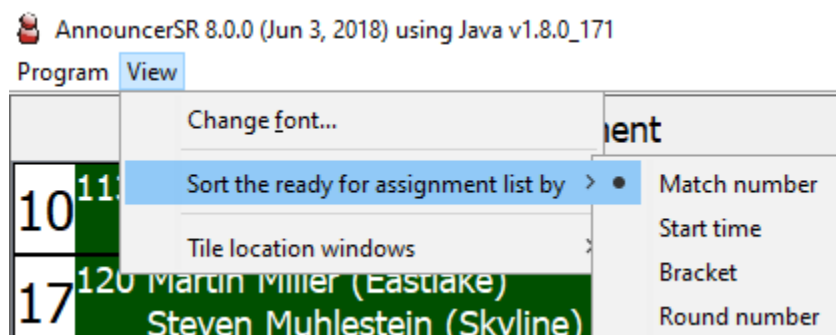 AnnouncerSR 8.0.0 (Jun 3, 2018) using Java v1.8.0_171
Program View
Change font...
Sort the ready for assignment list by
Match number
Start time
Tile location windows
Bracket
Round number
10
17 120 Martin Miller (Eastlake)
Steven Muhlestein (Skyline)